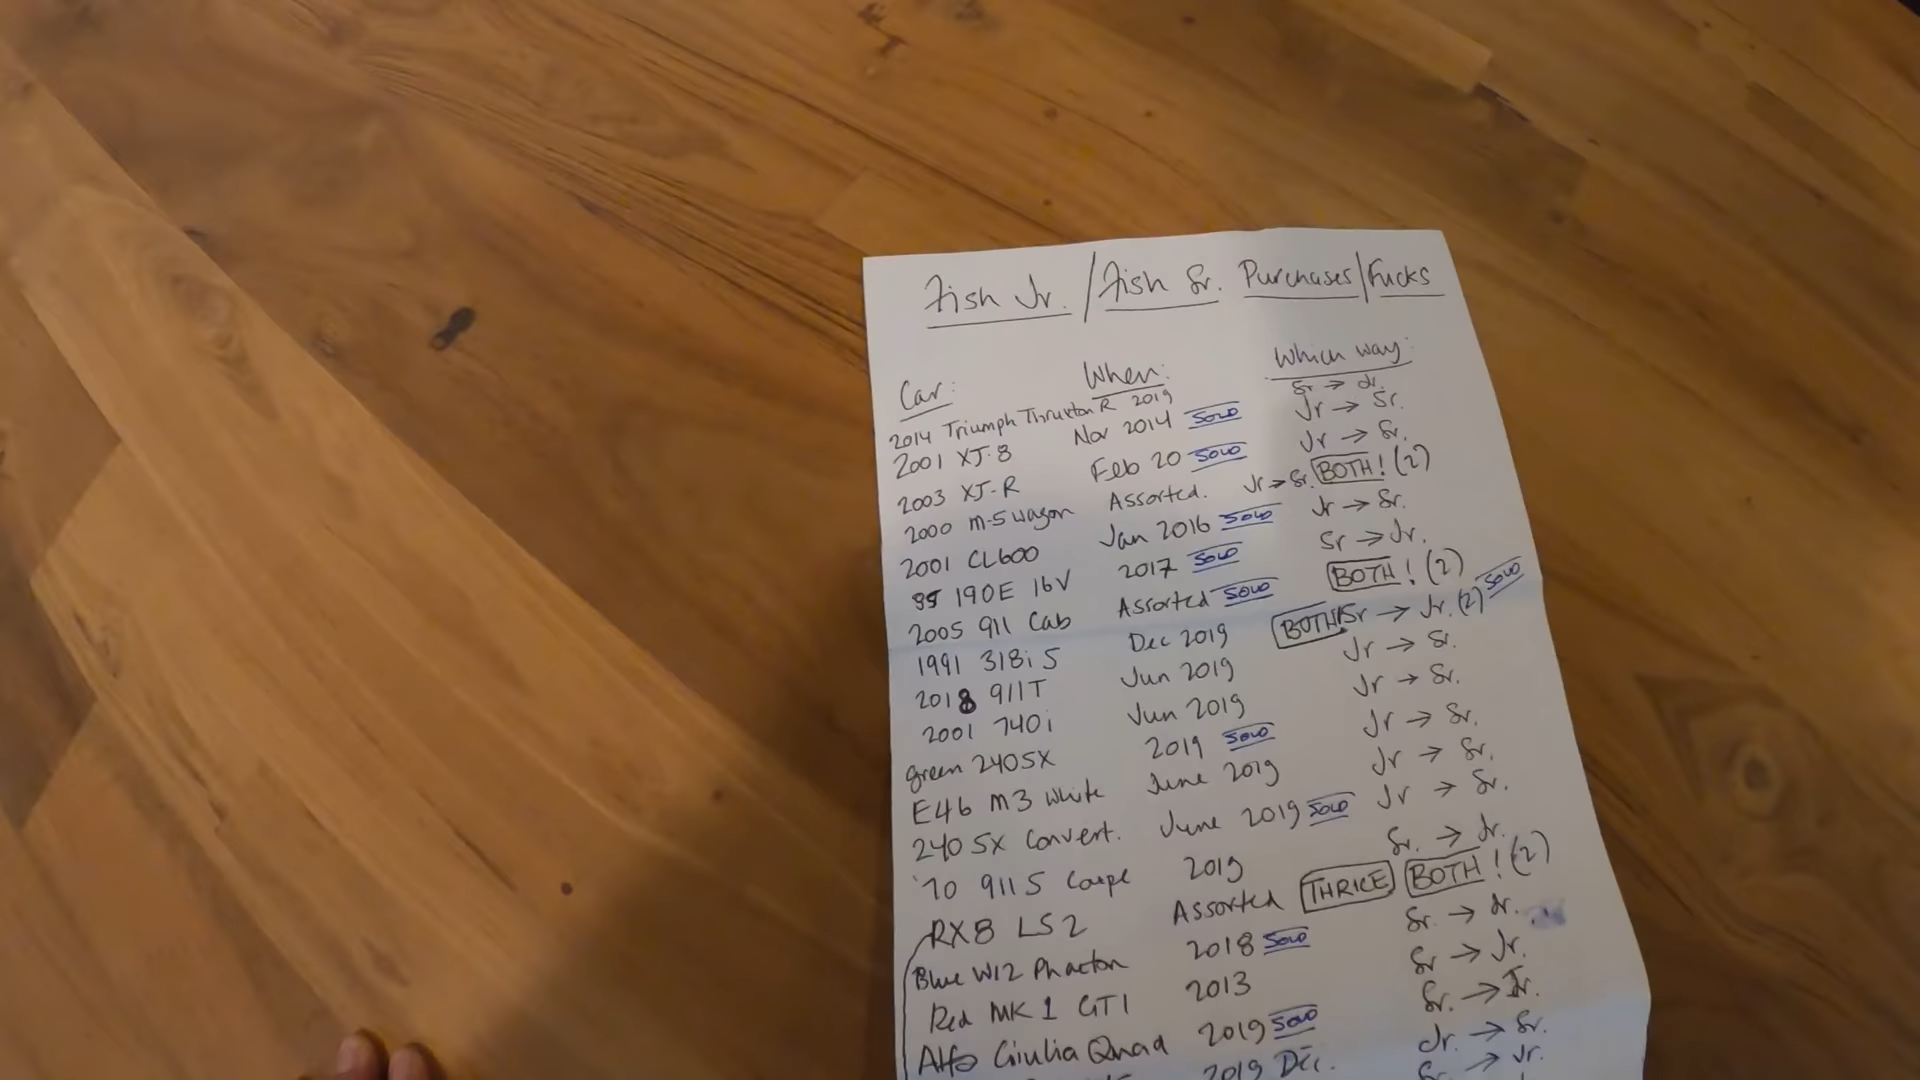 Fish Jr. / Fish Sr. Purchases/Fucks
Car: When: Which way:
2014 Triumph Thruxton R 2019 Sr → Jr.
2001 XJ-8 Nov 2014 SOLD Jr → Sr.
2003 XJ-R Feb 20 SOLD Jr → Sr.
2000 M-5 wagon Assorted. Jr → Sr. BOTH! (2)
2001 CL600 Jan 2016 SOLD Jr → Sr.
85 190E 16V 2017 SOLD Sr → Jr.
2005 911 Cab Assorted SOLD BOTH! (2)
1991 318i S Dec 2019 BOTH! Sr → Jr. (2) SOLD
2018 911T Jun 2019 Jr → Sr.
2001 740i Jun 2019 Jr → Sr.
green 240SX 2019 SOLD Jr → Sr.
E46 M3 White June 2019 Jr → Sr.
240 SX Convert. June 2019 SOLD Jr → Sr.
'70 911 S Coupe 2019 Sr. → Jr.
RX8 LS2 Assorted THRICE BOTH! (2)
Blue W12 Phaeton 2018 SOLD Sr. → Jr.
Red MK 1 GTI 2013 Sr → Jr.
Alfa Giulia Quad 2019 SOLD Sr. → Jr.
2019 Dec. Jr. → Sr.
Sr. → Jr.